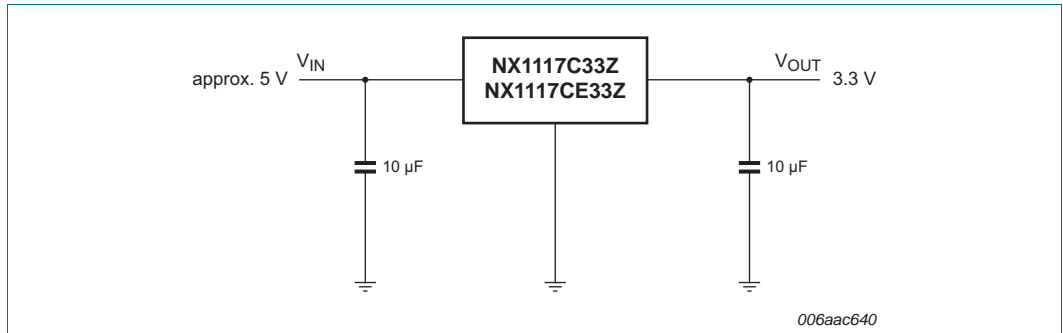 V_IN
approx. 5 V
NX1117C33Z
NX1117CE33Z
V_OUT
3.3 V
10 µF
10 µF
006aac640